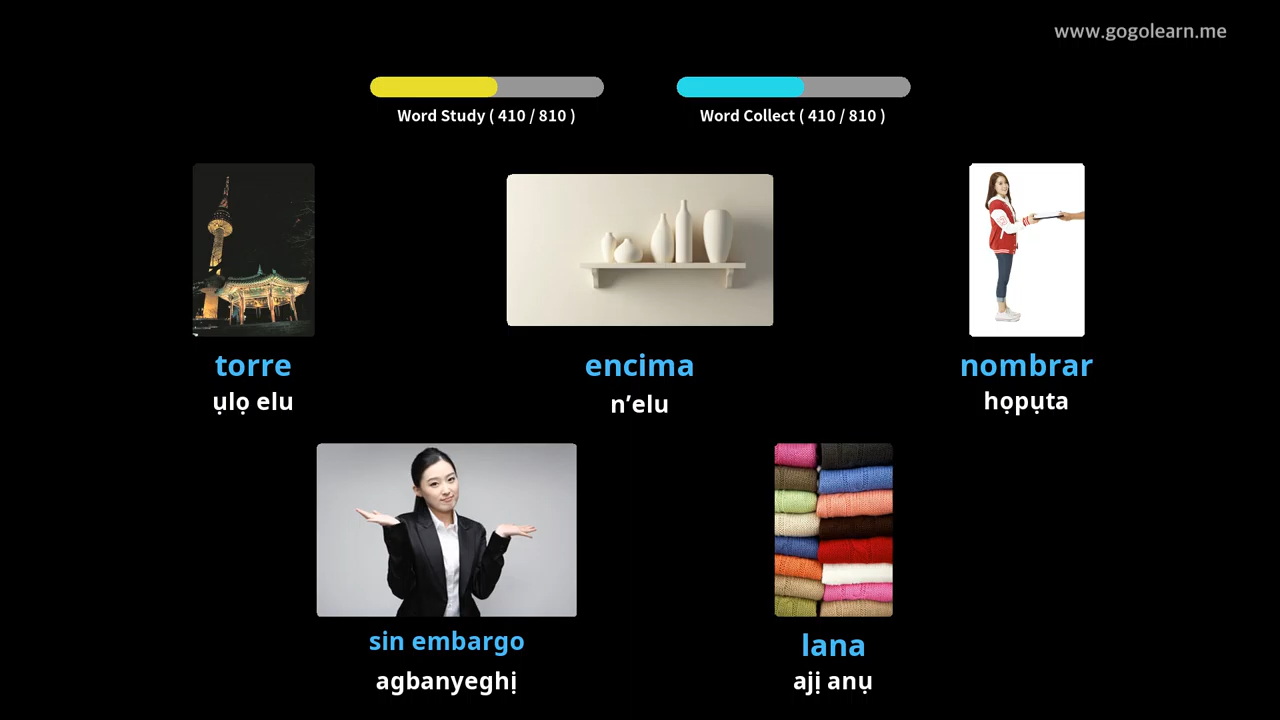 www.gogolearn.me
Word Study ( 410 / 810 )
Word Collect ( 410 / 810 )
torre
ụlọ elu
encima
n’elu
nombrar
họpụta
sin embargo
agbanyeghị
lana
ajị anụ